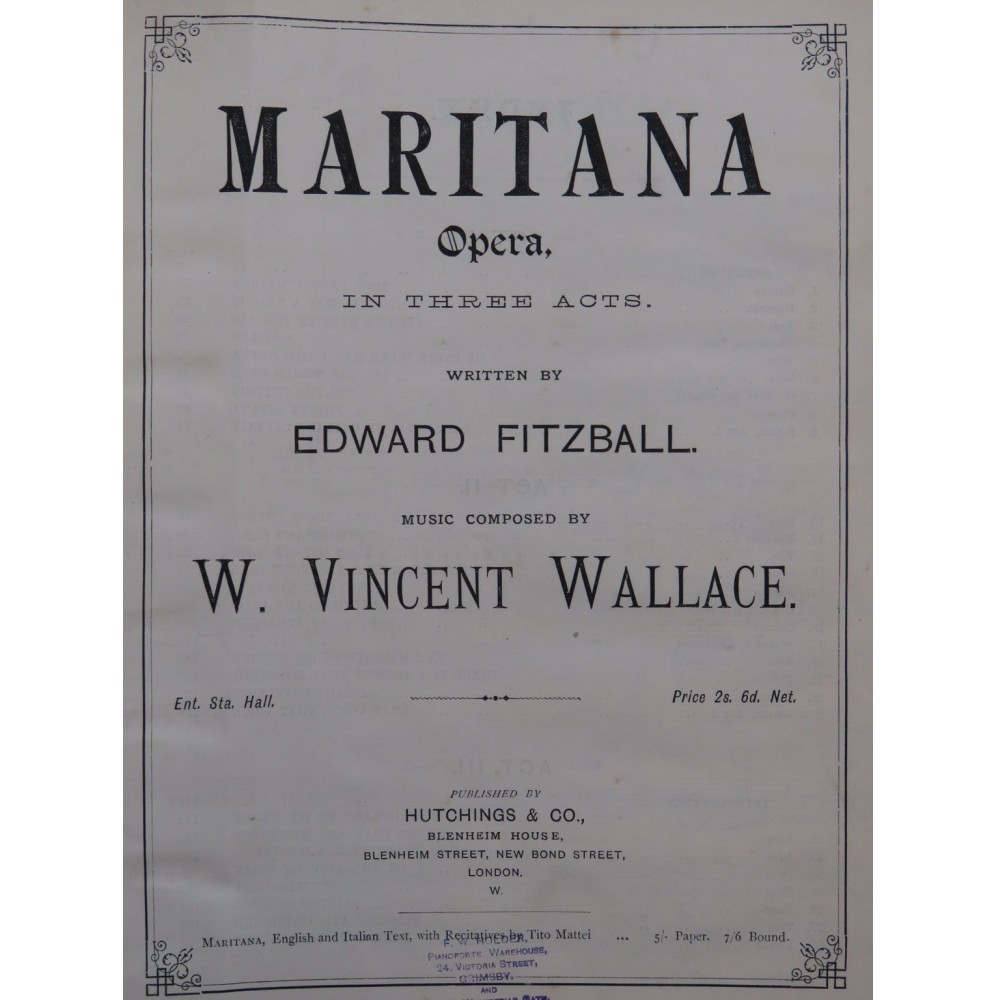 MARITANA
Opera,
IN THREE ACTS.
WRITTEN BY
EDWARD FITZBALL.
MUSIC COMPOSED BY
W. VINCENT WALLACE.
Ent. Sta. Hall.
Price 2s. 6d. Net.
PUBLISHED BY
HUTCHINGS & CO.,
BLENHEIM HOUSE,
BLENHEIM STREET, NEW BOND STREET,
LONDON,
W.
MARITANA, English and Italian Text, with Recitatives by Tito Mattei ... 5/- Paper. 7/6 Bound.
PIANOFORTE WAREHOUSE,
24, VICTORIA STREET,
GRIMSBY.
AND